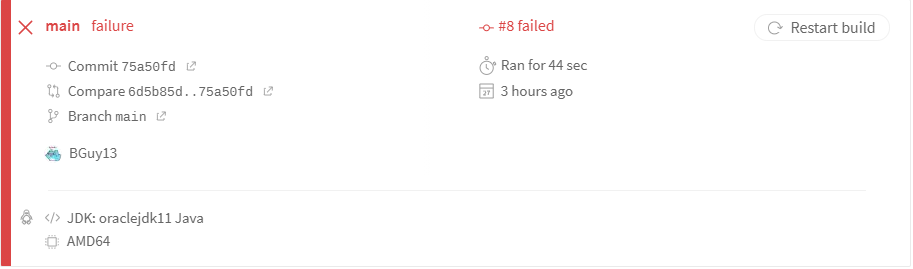 main failure
#8 failed
Restart build
Commit 75a50fd
Ran for 44 sec
Compare 6d5b85d..75a50fd
3 hours ago
Branch main
BGuy13
JDK: oraclejdk11 Java
AMD64